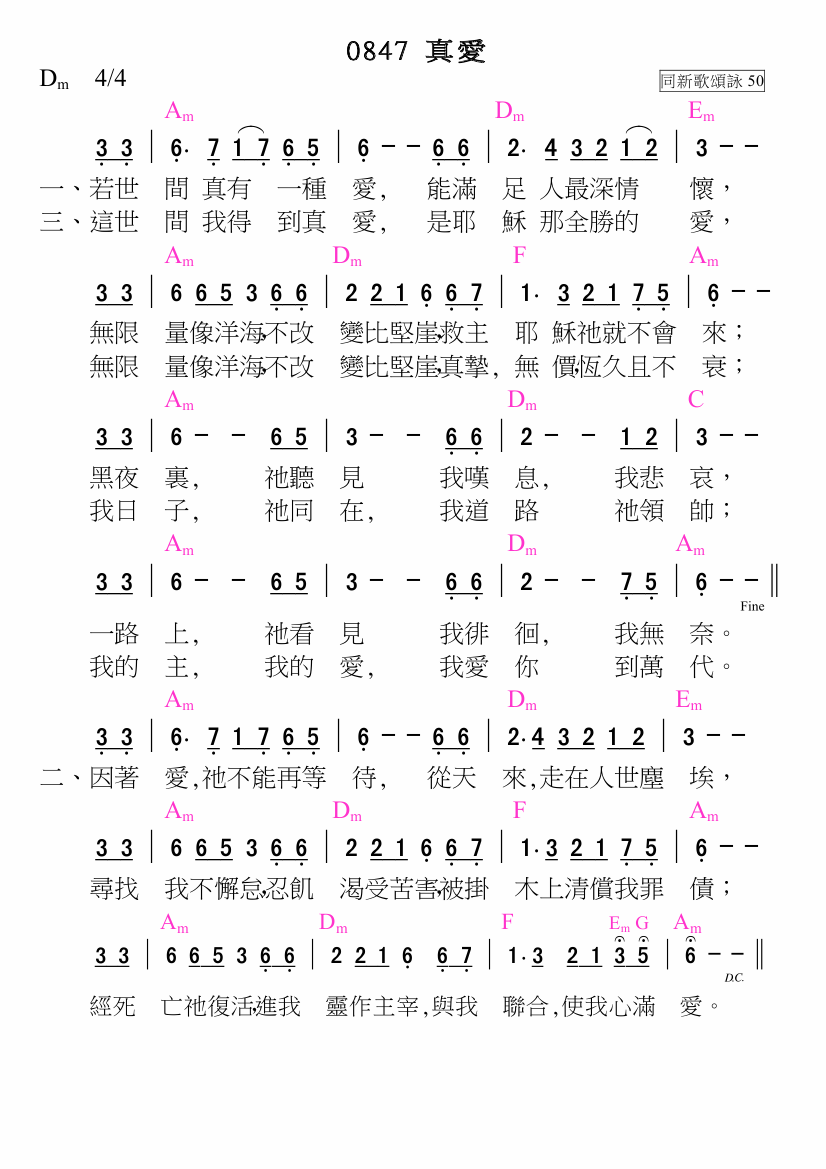 0847 真愛
Dm 4/4
同新歌頌詠 50
Am Dm Em
3 3 | 6· 7 1 7 6 5 | 6 - - 6 6 | 2· 4 3 2 1 2 | 3 - -
一、若世 間 真有 一種 愛, 能滿 足 人最深情 懷，
三、這世 間 我得 到真 愛, 是耶 穌 那全勝的 愛，
Am Dm F Am
3 3 | 6 6 5 3 6 6 | 2 2 1 6 6 7 | 1· 3 2 1 7 5 | 6 - -
無限 量像洋海,不改 變比堅崖,救主 耶 穌祂就不會 來；
無限 量像洋海,不改 變比堅崖,真摯, 無 價,恆久且不 衰；
Am Dm C
3 3 | 6 - - 6 5 | 3 - - 6 6 | 2 - - 1 2 | 3 - -
黑夜 裏, 祂聽 見 我嘆 息, 我悲 哀，
我日 子, 祂同 在, 我道 路 祂領 帥；
Am Dm Am
3 3 | 6 - - 6 5 | 3 - - 6 6 | 2 - - 7 5 | 6 - - ||
Fine
一路 上, 祂看 見 我徘 徊, 我無 奈。
我的 主, 我的 愛, 我愛 你 到萬 代。
Am Dm Em
3 3 | 6· 7 1 7 6 5 | 6 - - 6 6 | 2· 4 3 2 1 2 | 3 - -
二、因著 愛,祂不能再等 待, 從天 來,走在人世塵 埃，
Am Dm F Am
3 3 | 6 6 5 3 6 6 | 2 2 1 6 6 7 | 1· 3 2 1 7 5 | 6 - -
尋找 我不懈怠,忍飢 渴受苦害,被掛 木上清償我罪 債；
Am Dm F Em G Am
3 3 | 6 6 5 3 6 6 | 2 2 1 6 6 7 | 1· 3 2 1 3 5 | 6 - - ||
D.C.
經死 亡祂復活,進我 靈作主宰,與我 聯合,使我心滿 愛。